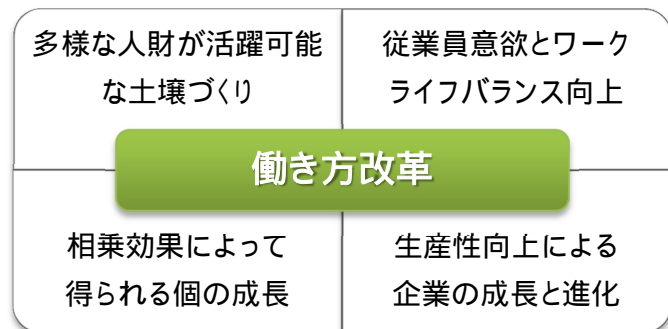 多様な人財が活躍可能
な土壌づくり
従業員意欲とワーク
ライフバランス向上
働き方改革
相乗効果によって
得られる個の成長
生産性向上による
企業の成長と進化